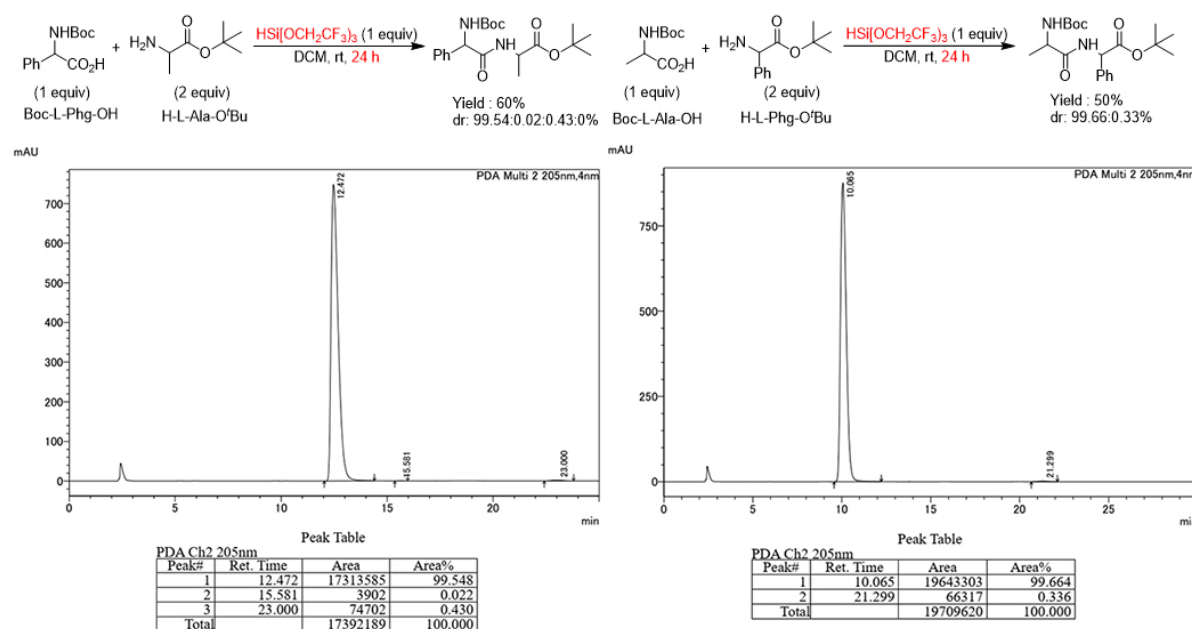 NHBoc
Ph
CO₂H
(1 equiv)
Boc-L-Phg-OH
+
H₂N
O
O
(2 equiv)
H-L-Ala-OᵗBu
HSi[OCH₂CF₃)₃ (1 equiv)
DCM, rt, 24 h
NHBoc
Ph
O
NH
O
O
Yield : 60%
dr: 99.54:0.02:0.43:0%
NHBoc
CO₂H
(1 equiv)
Boc-L-Ala-OH
+
H₂N
O
O
Ph
(2 equiv)
H-L-Phg-OᵗBu
HSi[OCH₂CF₃)₃ (1 equiv)
DCM, rt, 24 h
NHBoc
O
NH
O
O
Ph
Yield : 50%
dr: 99.66:0.33%
mAU
PDA Multi 2 205nm,4nm
12.472
15.581
23.000
700
600
500
400
300
200
100
0
0 5 10 15 20
min
Peak Table
PDA Ch2 205nm
Peak# Ret. Time Area Area%
1 12.472 17313585 99.548
2 15.581 3902 0.022
3 23.000 74702 0.430
Total 17392189 100.000
mAU
PDA Multi 2 205nm,4nm
10.065
21.299
750
500
250
0
0 5 10 15 20 25
min
Peak Table
PDA Ch2 205nm
Peak# Ret. Time Area Area%
1 10.065 19643303 99.664
2 21.299 66317 0.336
Total 19709620 100.000